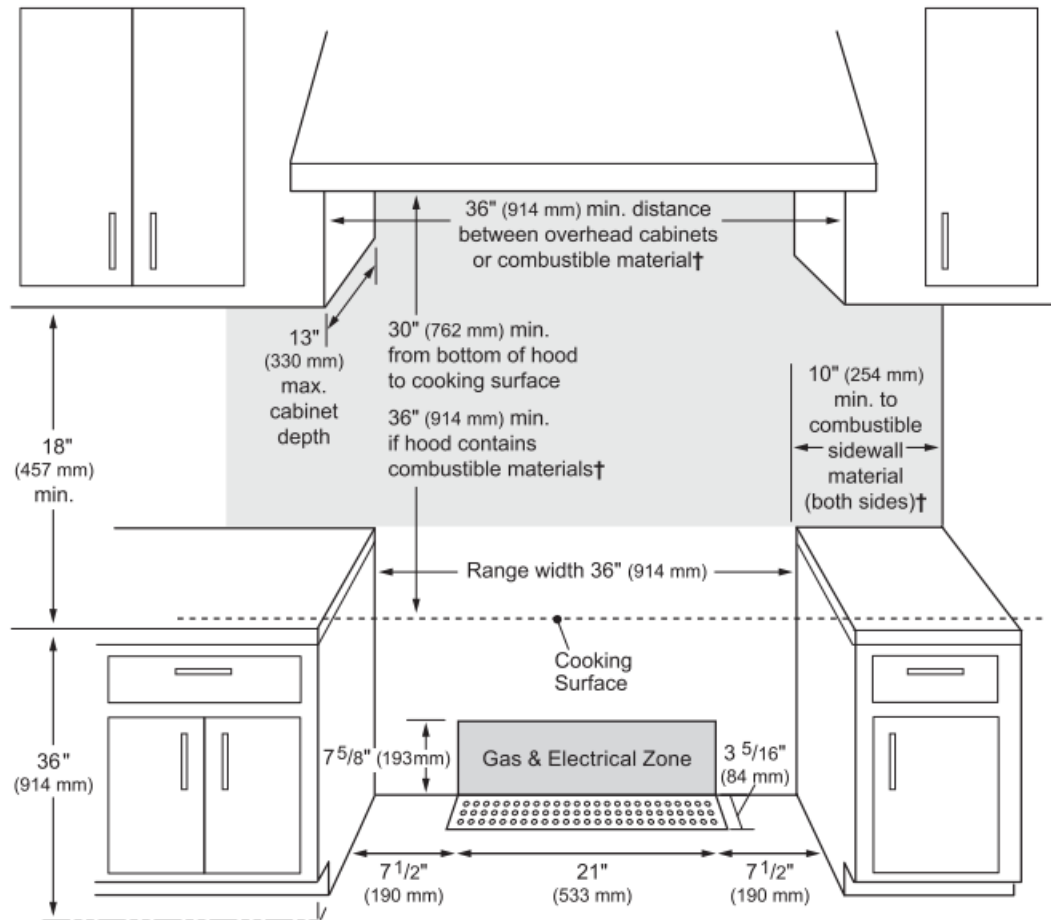 36" (914 mm) min. distance
between overhead cabinets
or combustible material†
13"
(330 mm)
max.
cabinet
depth
30" (762 mm) min.
from bottom of hood
to cooking surface
36" (914 mm) min.
if hood contains
combustible materials†
10" (254 mm)
min. to
combustible
sidewall
material
(both sides)†
18"
(457 mm)
min.
Range width 36" (914 mm)
Cooking
Surface
36"
(914 mm)
7 5/8" (193mm)
Gas & Electrical Zone
3 5/16"
(84 mm)
7 1/2"
(190 mm)
21"
(533 mm)
7 1/2"
(190 mm)